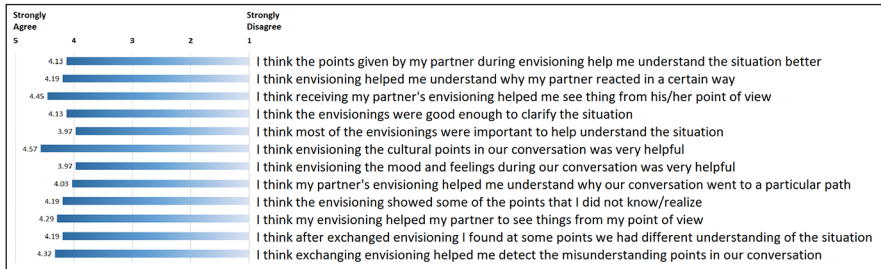 Strongly Agree
Strongly Disagree
5 4 3 2 1
4.13 I think the points given by my partner during envisioning help me understand the situation better
4.19 I think envisioning helped me understand why my partner reacted in a certain way
4.45 I think receiving my partner's envisioning helped me see thing from his/her point of view
4.13 I think the envisionings were good enough to clarify the situation
3.97 I think most of the envisionings were important to help understand the situation
4.57 I think envisioning the cultural points in our conversation was very helpful
3.97 I think envisioning the mood and feelings during our conversation was very helpful
4.03 I think my partner's envisioning helped me understand why our conversation went to a particular path
4.19 I think the envisioning showed some of the points that I did not know/realize
4.29 I think my envisioning helped my partner to see things from my point of view
4.19 I think after exchanged envisioning I found at some points we had different understanding of the situation
4.32 I think exchanging envisioning helped me detect the misunderstanding points in our conversation